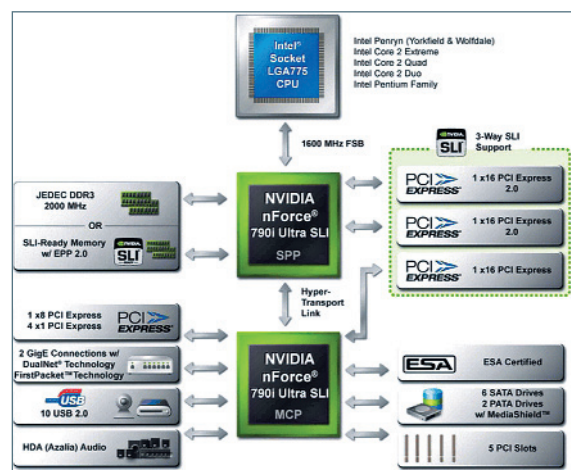 Intel®
Socket
LGA775
CPU
Intel Penryn (Yorkfield & Wolfdale)
Intel Core 2 Extreme
Intel Core 2 Quad
Intel Core 2 Duo
Intel Pentium Family
1600 MHz FSB
NVIDIA
SLI
3-Way SLI
Support
JEDEC DDR3
2000 MHz
OR
SLI-Ready Memory
w/ EPP 2.0
NVIDIA
SLI
NVIDIA
nForce®
790i Ultra SLI
SPP
PCI EXPRESS®
1 x16 PCI Express
2.0
PCI EXPRESS®
1 x16 PCI Express
2.0
PCI EXPRESS®
1 x16 PCI Express
Hyper-
Transport
Link
1 x8 PCI Express
4 x1 PCI Express
PCI EXPRESS®
2 GigE Connections w/
DualNet® Technology
FirstPacket™Technology
USB
10 USB 2.0
HDA (Azalia) Audio
NVIDIA
nForce®
790i Ultra SLI
MCP
ESA
ESA Certified
6 SATA Drives
2 PATA Drives
w/ MediaShield™
5 PCI Slots